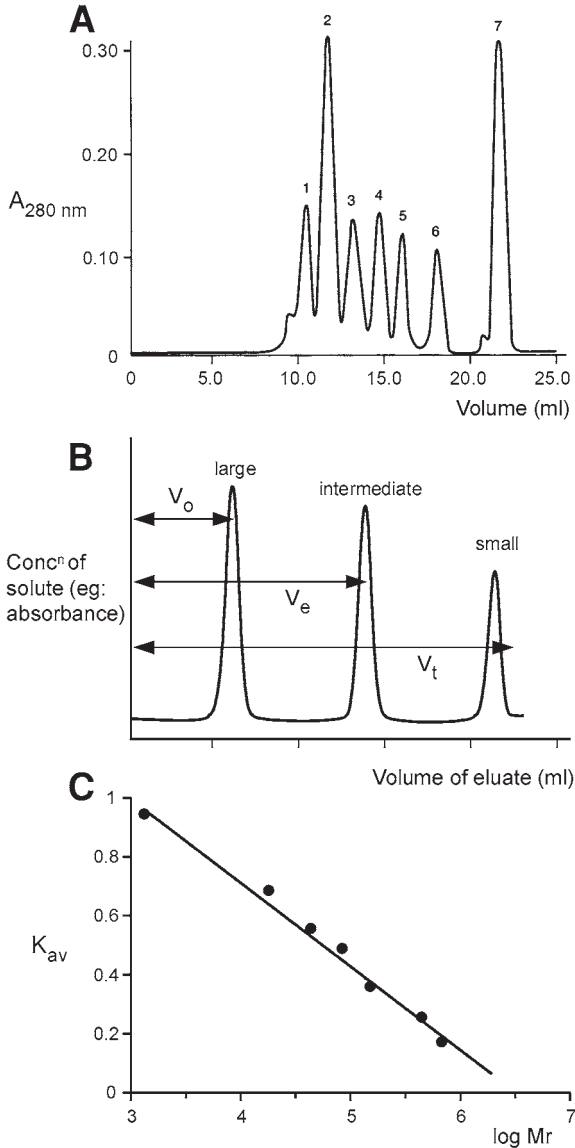 A
2
7
0.30
0.20
1
3
4
5
6
A280 nm
0.10
0
0
5.0
10.0
15.0
20.0
25.0
Volume (ml)
B
large
Vo
intermediate
small
Concⁿ of
solute (eg:
absorbance)
Ve
Vt
Volume of eluate (ml)
C
1
0.8
0.6
Kav
0.4
0.2
0
3
4
5
6
7
log Mr